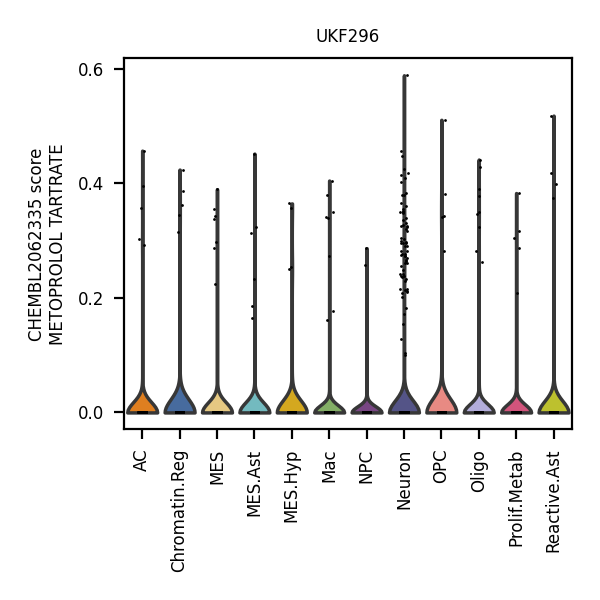 UKF296
CHEMBL2062335 score
METOPROLOL TARTRATE
0.6
0.4
0.2
0.0
AC
Chromatin.Reg
MES
MES.Ast
MES.Hyp
Mac
NPC
Neuron
OPC
Oligo
Prolif.Metab
Reactive.Ast